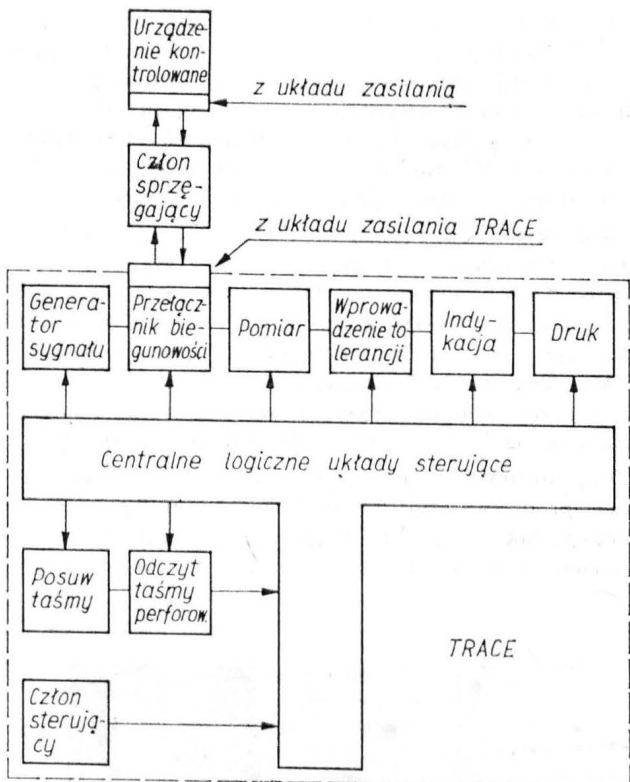 Urządze-
nie kon-
trolowane
z układu zasilania
Człon
sprzę-
gający
z układu zasilania TRACE
Genera-
tor
sygnału
Przełącz-
nik bie-
gunowości
Pomiar
Wprowa-
dzenie to
lerancji
Indy-
kacja
Druk
Centralne logiczne układy sterujące
Posuw
taśmy
Odczyt
taśmy
perforow.
TRACE
Człon
sterują-
cy